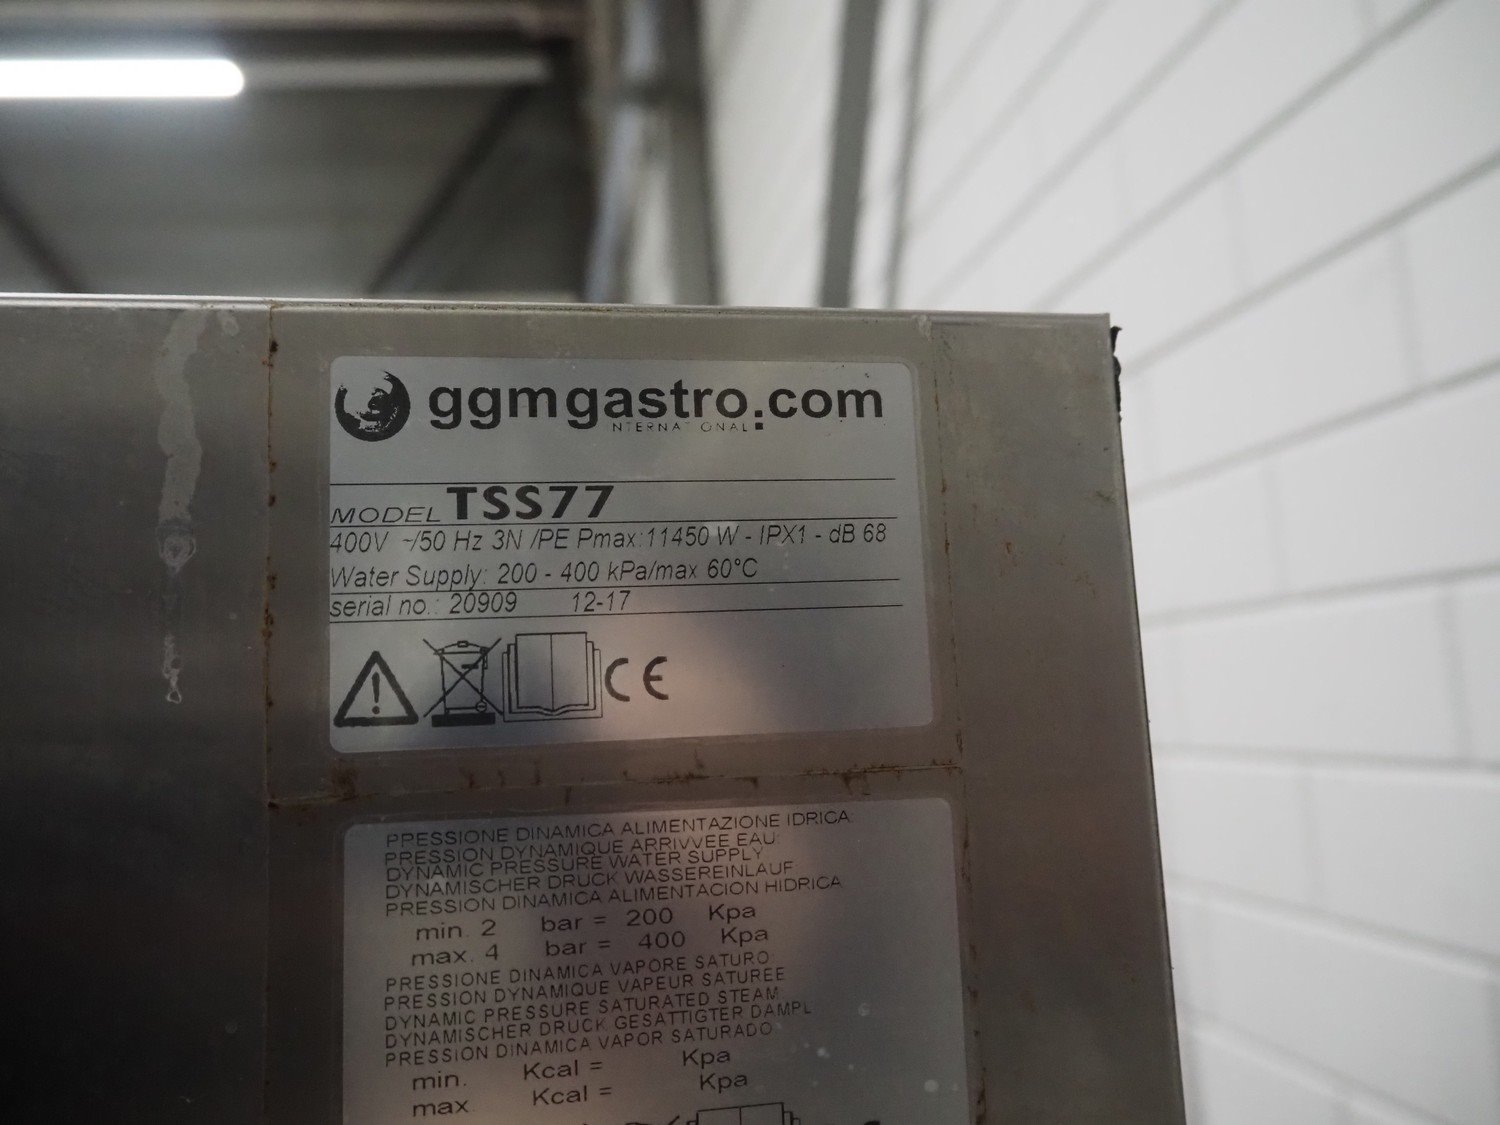 ggmgastro.com
INTERNATIONAL
MODEL TSS77
400V ~/50 Hz 3N /PE Pmax:11450 W - IPX1 - dB 68
Water Supply: 200 - 400 kPa/max 60°C
serial no.: 20909 12-17
CE
PRESSIONE DINAMICA ALIMENTAZIONE IDRICA:
PRESSION DYNAMIQUE ARRIVVEE EAU:
DYNAMIC PRESSURE WATER SUPPLY
DYNAMISCHER DRUCK WASSEREINLAUF
PRESSION DINAMICA ALIMENTACION HIDRICA
min. 2 bar = 200 Kpa
max. 4 bar = 400 Kpa
PRESSIONE DINAMICA VAPORE SATURO:
PRESSION DYNAMIQUE VAPEUR SATUREE
DYNAMIC PRESSURE SATURATED STEAM
DYNAMISCHER DRUCK GESATTIGTER DAMPL
PRESSION DINAMICA VAPOR SATURADO
min. Kcal = Kpa
max. Kcal = Kpa